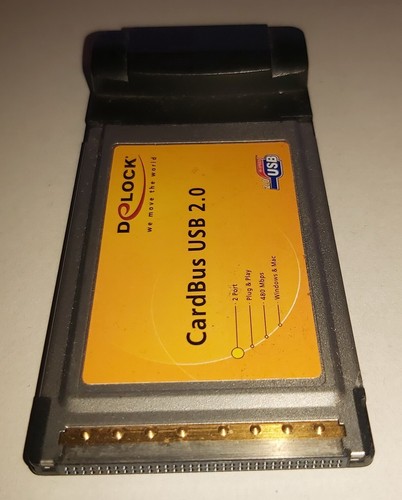 DeLOCK
we move the world
USB
CardBus USB 2.0
2 Port
Plug & Play
480 Mbps
Windows & Mac